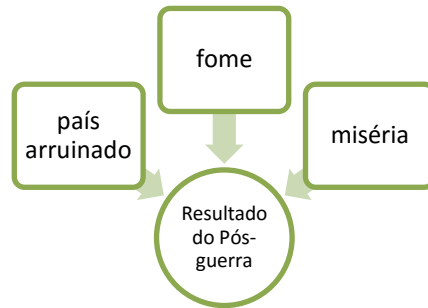 fome
país
arruinado
miséria
Resultado
do Pós-
guerra